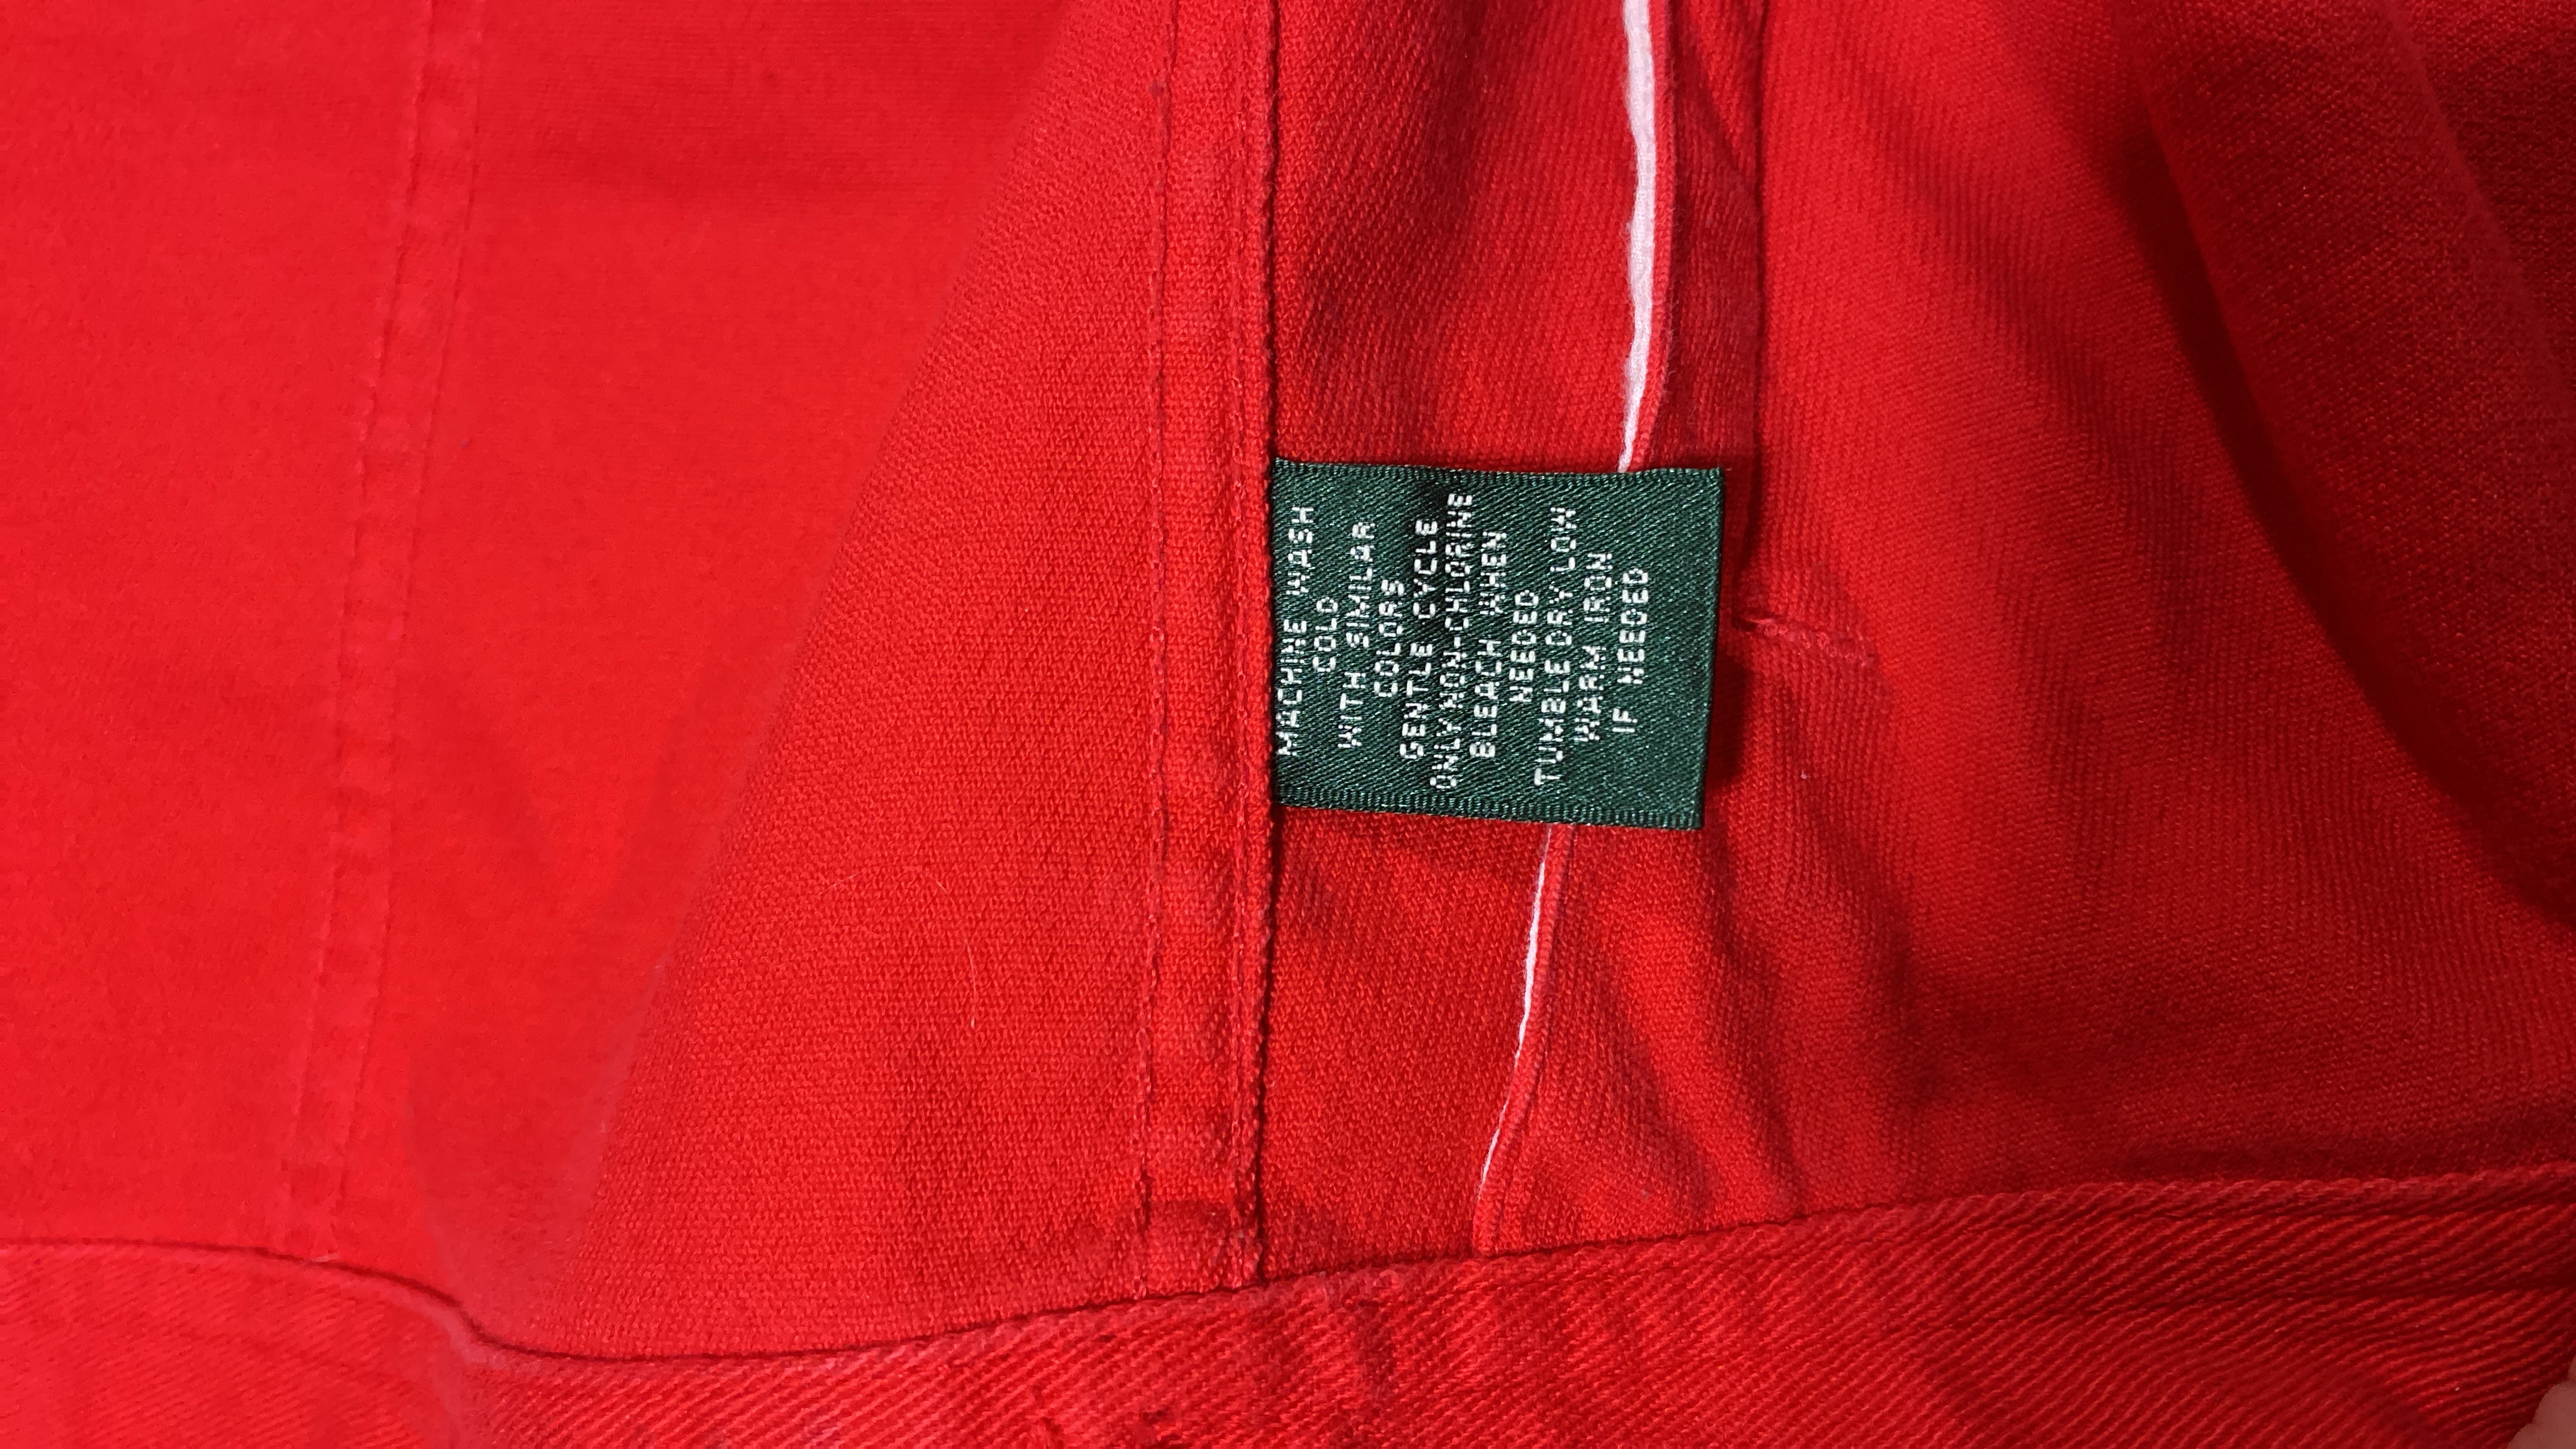 MACHINE WASH
COLD
WITH SIMILAR
COLORS
GENTLE CYCLE
ONLY NON-CHLORINE
BLEACH WHEN
NEEDED
TUMBLE DRY LOW
WARM IRON
IF NEEDED